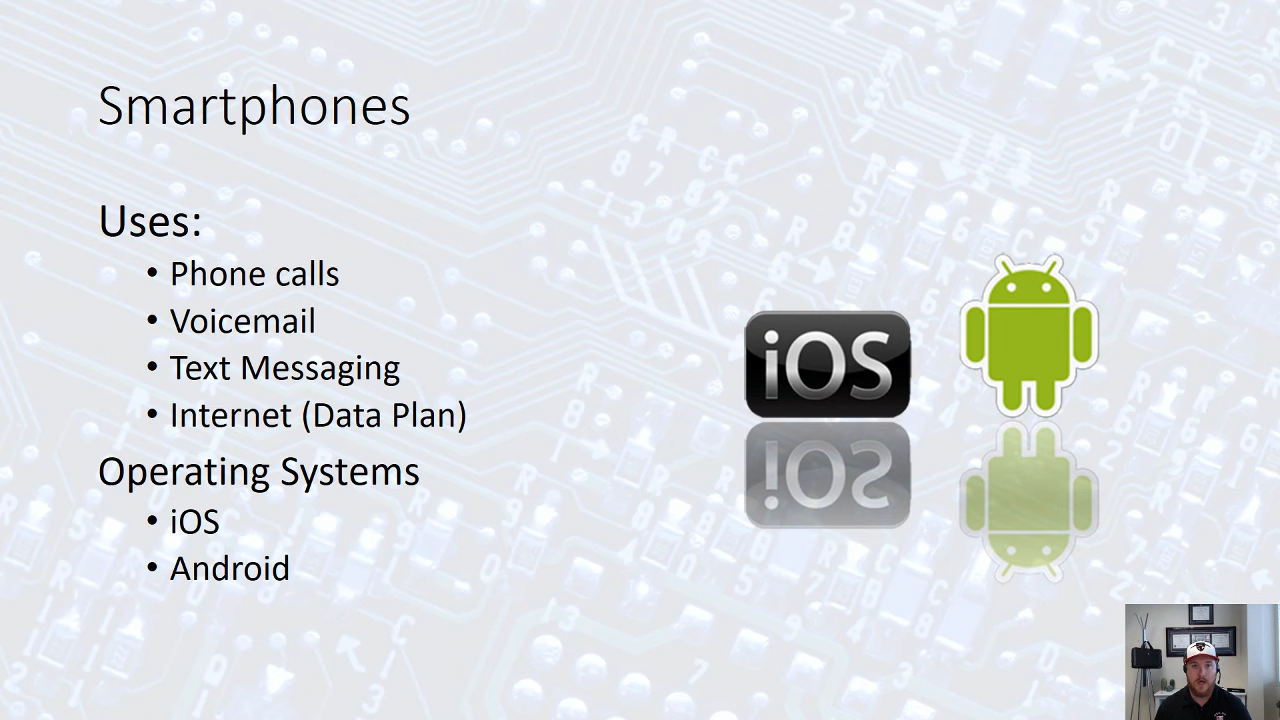 Smartphones
Uses:
• Phone calls
• Voicemail
• Text Messaging
• Internet (Data Plan)
Operating Systems
• iOS
• Android
iOS